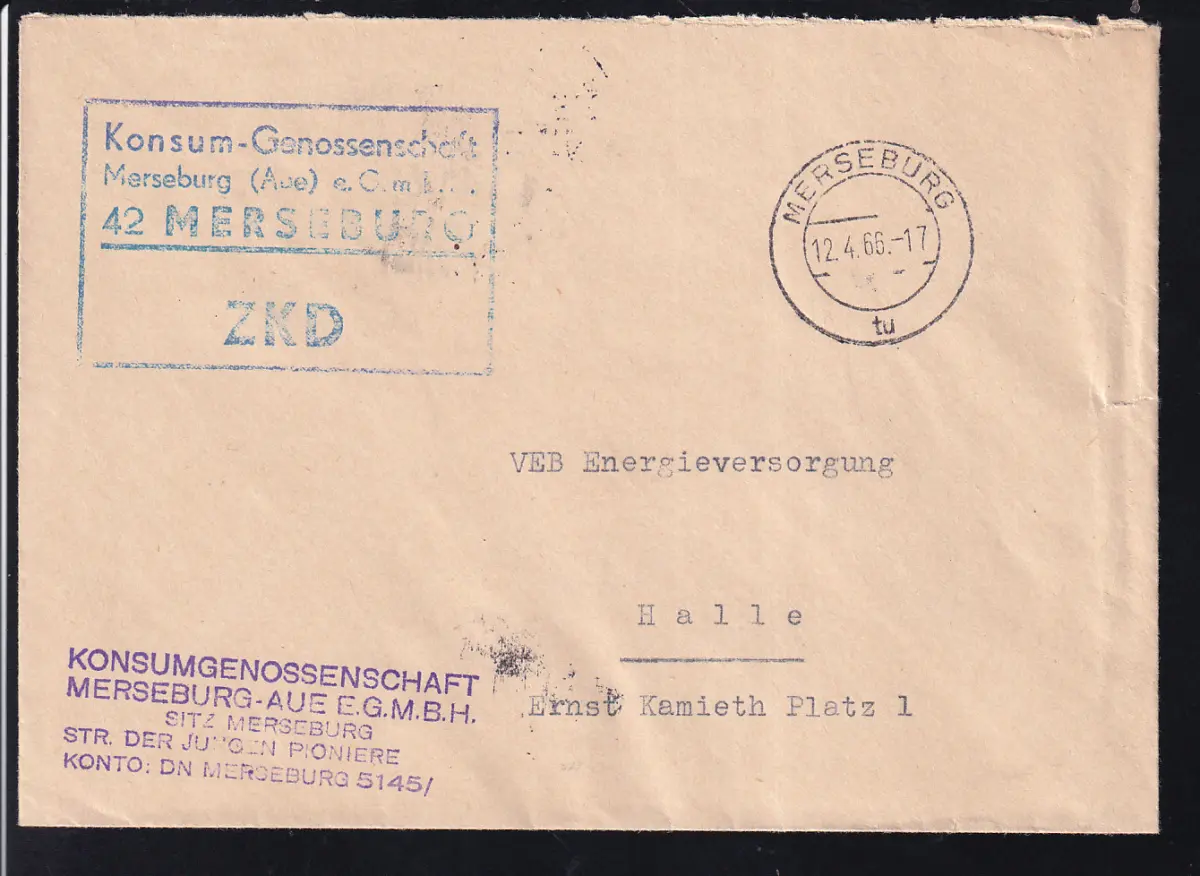 Konsum-Genossenschaft
Merseburg (Aue)
42 MERSEBURG
ZKD
MERSEBURG
12.4.66.-17
tu
VEB Energieversorgung
Halle
Ernst Kamieth Platz 1
KONSUMGENOSSENSCHAFT
MERSEBURG-AUE E.G.M.B.H.
SITZ MERSEBURG
STR. DER JUNGEN PIONIERE
KONTO: DN MERSEBURG 5145/